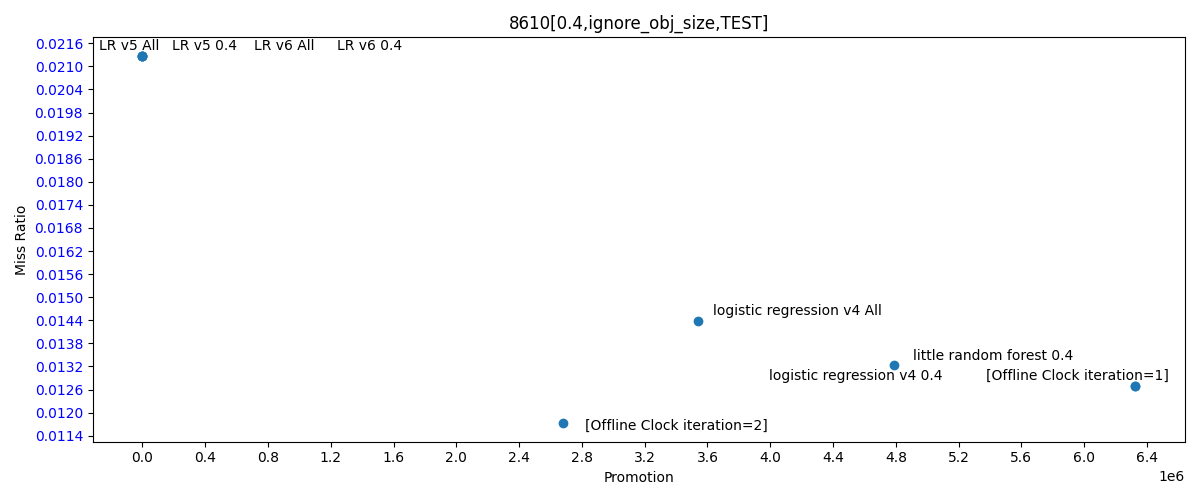 8610[0.4,ignore_obj_size,TEST]
0.0216
LR v5 All LR v5 0.4 LR v6 All LR v6 0.4
0.0210
0.0204
0.0198
0.0192
0.0186
0.0180
0.0174
0.0168
0.0162
0.0156
0.0150
0.0144
0.0138
0.0132
0.0126
0.0120
0.0114
Miss Ratio
logistic regression v4 All
little random forest 0.4
logistic regression v4 0.4 [Offline Clock iteration=1]
[Offline Clock iteration=2]
0.0 0.4 0.8 1.2 1.6 2.0 2.4 2.8 3.2 3.6 4.0 4.4 4.8 5.2 5.6 6.0 6.4
Promotion
1e6